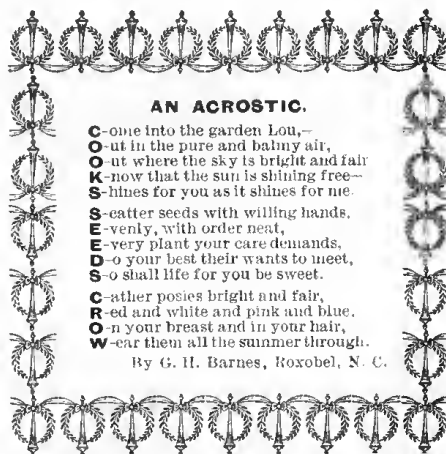 AN ACROSTIC.
C-ome into the garden Lou,—
O-ut in the pure and balmy air,
O-ut where the sky is bright and fair
K-now that the sun is shining free—
S-hines for you as it shines for me.
S-catter seeds with willing hands,
E-venly, with order neat,
E-very plant your care demands,
D-o your best their wants to meet,
S-o shall life for you be sweet.
C-ather posies bright and fair,
R-ed and white and pink and blue,
O-n your breast and in your hair,
W-ear them all the summer through.
By G. H. Barnes, Roxobel, N. C.